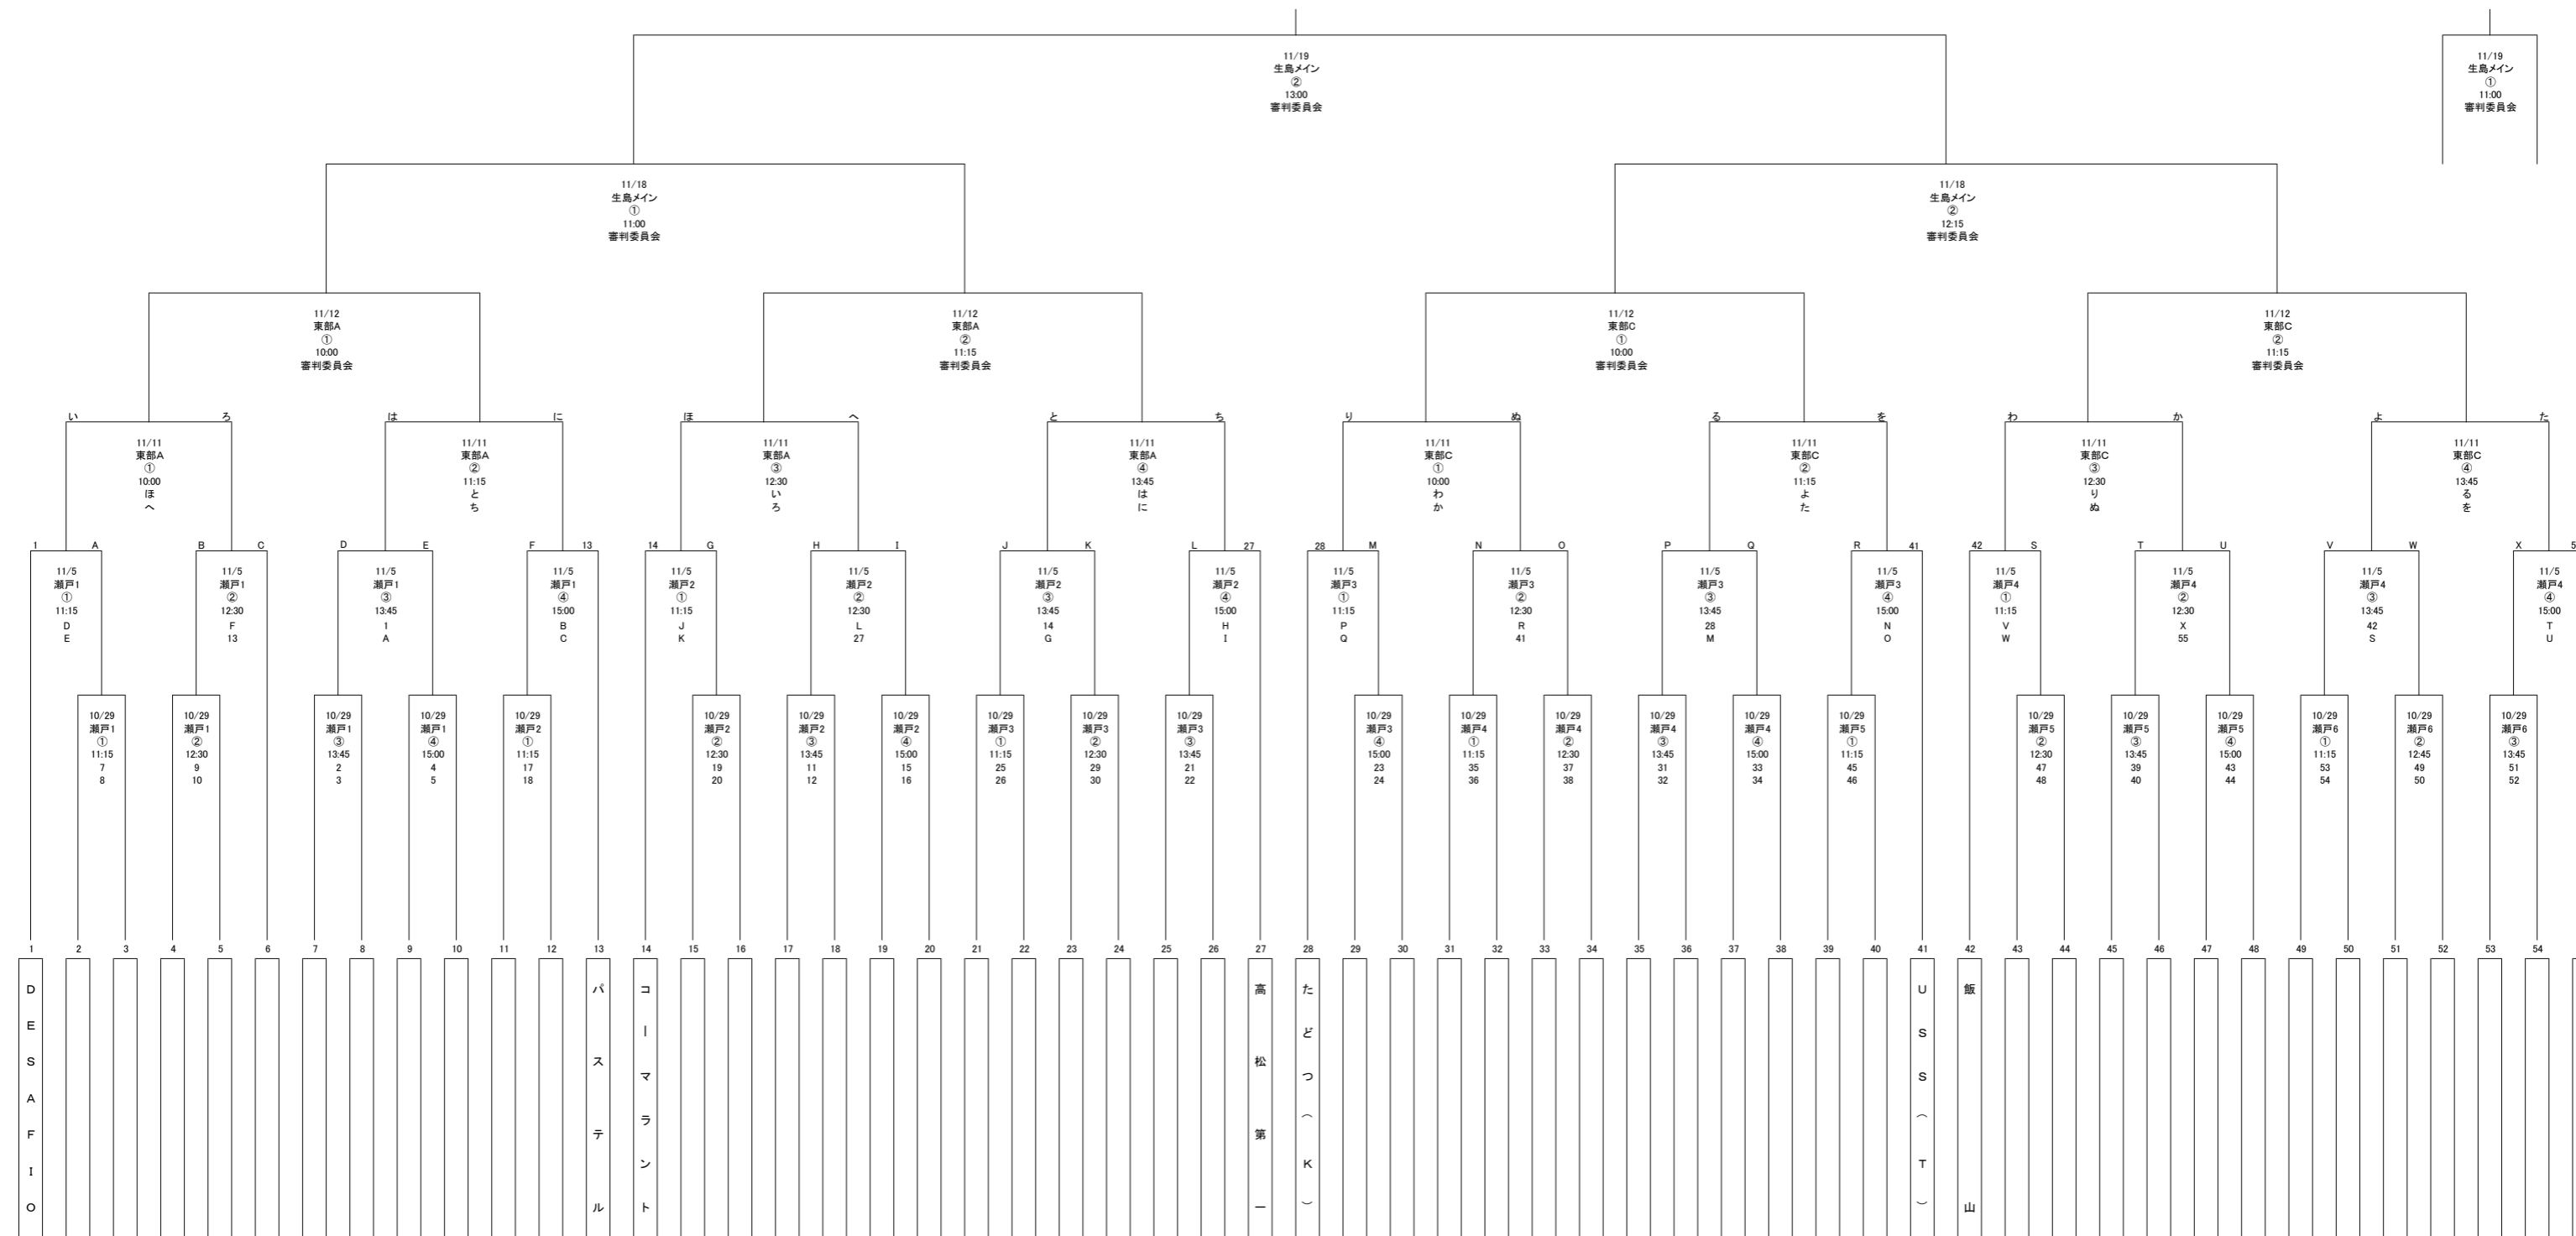 11/19
生島メイン
②
13:00
審判委員会
11/19
生島メイン
①
11:00
審判委員会
11/18
生島メイン
①
11:00
審判委員会
11/18
生島メイン
②
12:15
審判委員会
11/12
東部A
①
10:00
審判委員会
11/12
東部A
②
11:15
審判委員会
11/12
東部C
①
10:00
審判委員会
11/12
東部C
②
11:15
審判委員会
い ろ は に ほ へ と ち り ぬ る を わ か よ た
11/11
東部A
①
10:00
ほ
へ
11/11
東部A
②
11:15
と
ち
11/11
東部A
③
12:30
い
ろ
11/11
東部A
④
13:45
は
に
11/11
東部C
①
10:00
わ
か
11/11
東部C
②
11:15
よ
た
11/11
東部C
③
12:30
り
ぬ
11/11
東部C
④
13:45
る
を
1 A B C D E F 13 14 G H I J K L 27 28 M N O P Q R 41 42 S T U V W X 5
11/5
瀬戸1
①
11:15
D
E
11/5
瀬戸1
②
12:30
F
13
11/5
瀬戸1
③
13:45
1
A
11/5
瀬戸1
④
15:00
B
C
11/5
瀬戸2
①
11:15
J
K
11/5
瀬戸2
②
12:30
L
27
11/5
瀬戸2
③
13:45
14
G
11/5
瀬戸2
④
15:00
H
I
11/5
瀬戸3
①
11:15
P
Q
11/5
瀬戸3
②
12:30
R
41
11/5
瀬戸3
③
13:45
28
M
11/5
瀬戸3
④
15:00
N
O
11/5
瀬戸4
①
11:15
V
W
11/5
瀬戸4
②
12:30
X
55
11/5
瀬戸4
③
13:45
42
S
11/5
瀬戸4
④
15:00
T
U
10/29
瀬戸1
①
11:15
7
8
10/29
瀬戸1
②
12:30
9
10
10/29
瀬戸1
③
13:45
2
3
10/29
瀬戸1
④
15:00
4
5
10/29
瀬戸2
①
11:15
17
18
10/29
瀬戸2
②
12:30
19
20
10/29
瀬戸2
③
13:45
11
12
10/29
瀬戸2
④
15:00
15
16
10/29
瀬戸3
①
11:15
25
26
10/29
瀬戸3
②
12:30
29
30
10/29
瀬戸3
③
13:45
21
22
10/29
瀬戸3
④
15:00
23
24
10/29
瀬戸4
①
11:15
35
36
10/29
瀬戸4
②
12:30
37
38
10/29
瀬戸4
③
13:45
31
32
10/29
瀬戸4
④
15:00
33
34
10/29
瀬戸5
①
11:15
45
46
10/29
瀬戸5
②
12:30
47
48
10/29
瀬戸5
③
13:45
39
40
10/29
瀬戸5
④
15:00
43
44
10/29
瀬戸6
①
11:15
53
54
10/29
瀬戸6
②
12:45
49
50
10/29
瀬戸6
③
13:45
51
52
1 2 3 4 5 6 7 8 9 10 11 12 13 14 15 16 17 18 19 20 21 22 23 24 25 26 27 28 29 30 31 32 33 34 35 36 37 38 39 40 41 42 43 44 45 46 47 48 49 50 51 52 53 54
DESAFIO
パステル
コーマラント
高松第一
たどつ(K)
USS(T)
飯山